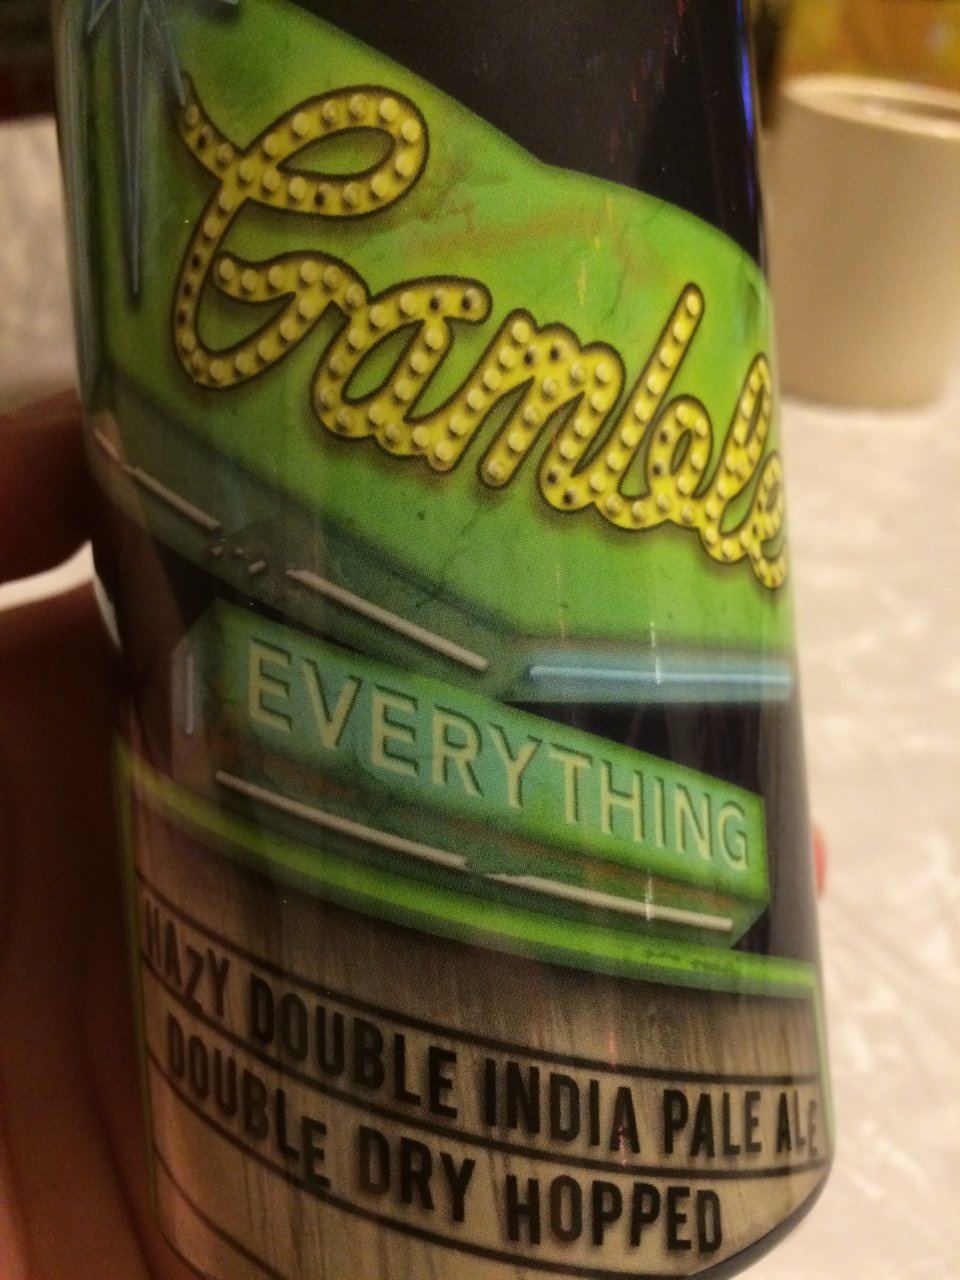 Gamble
EVERYTHING
HAZY DOUBLE INDIA PALE ALE
DOUBLE DRY HOPPED